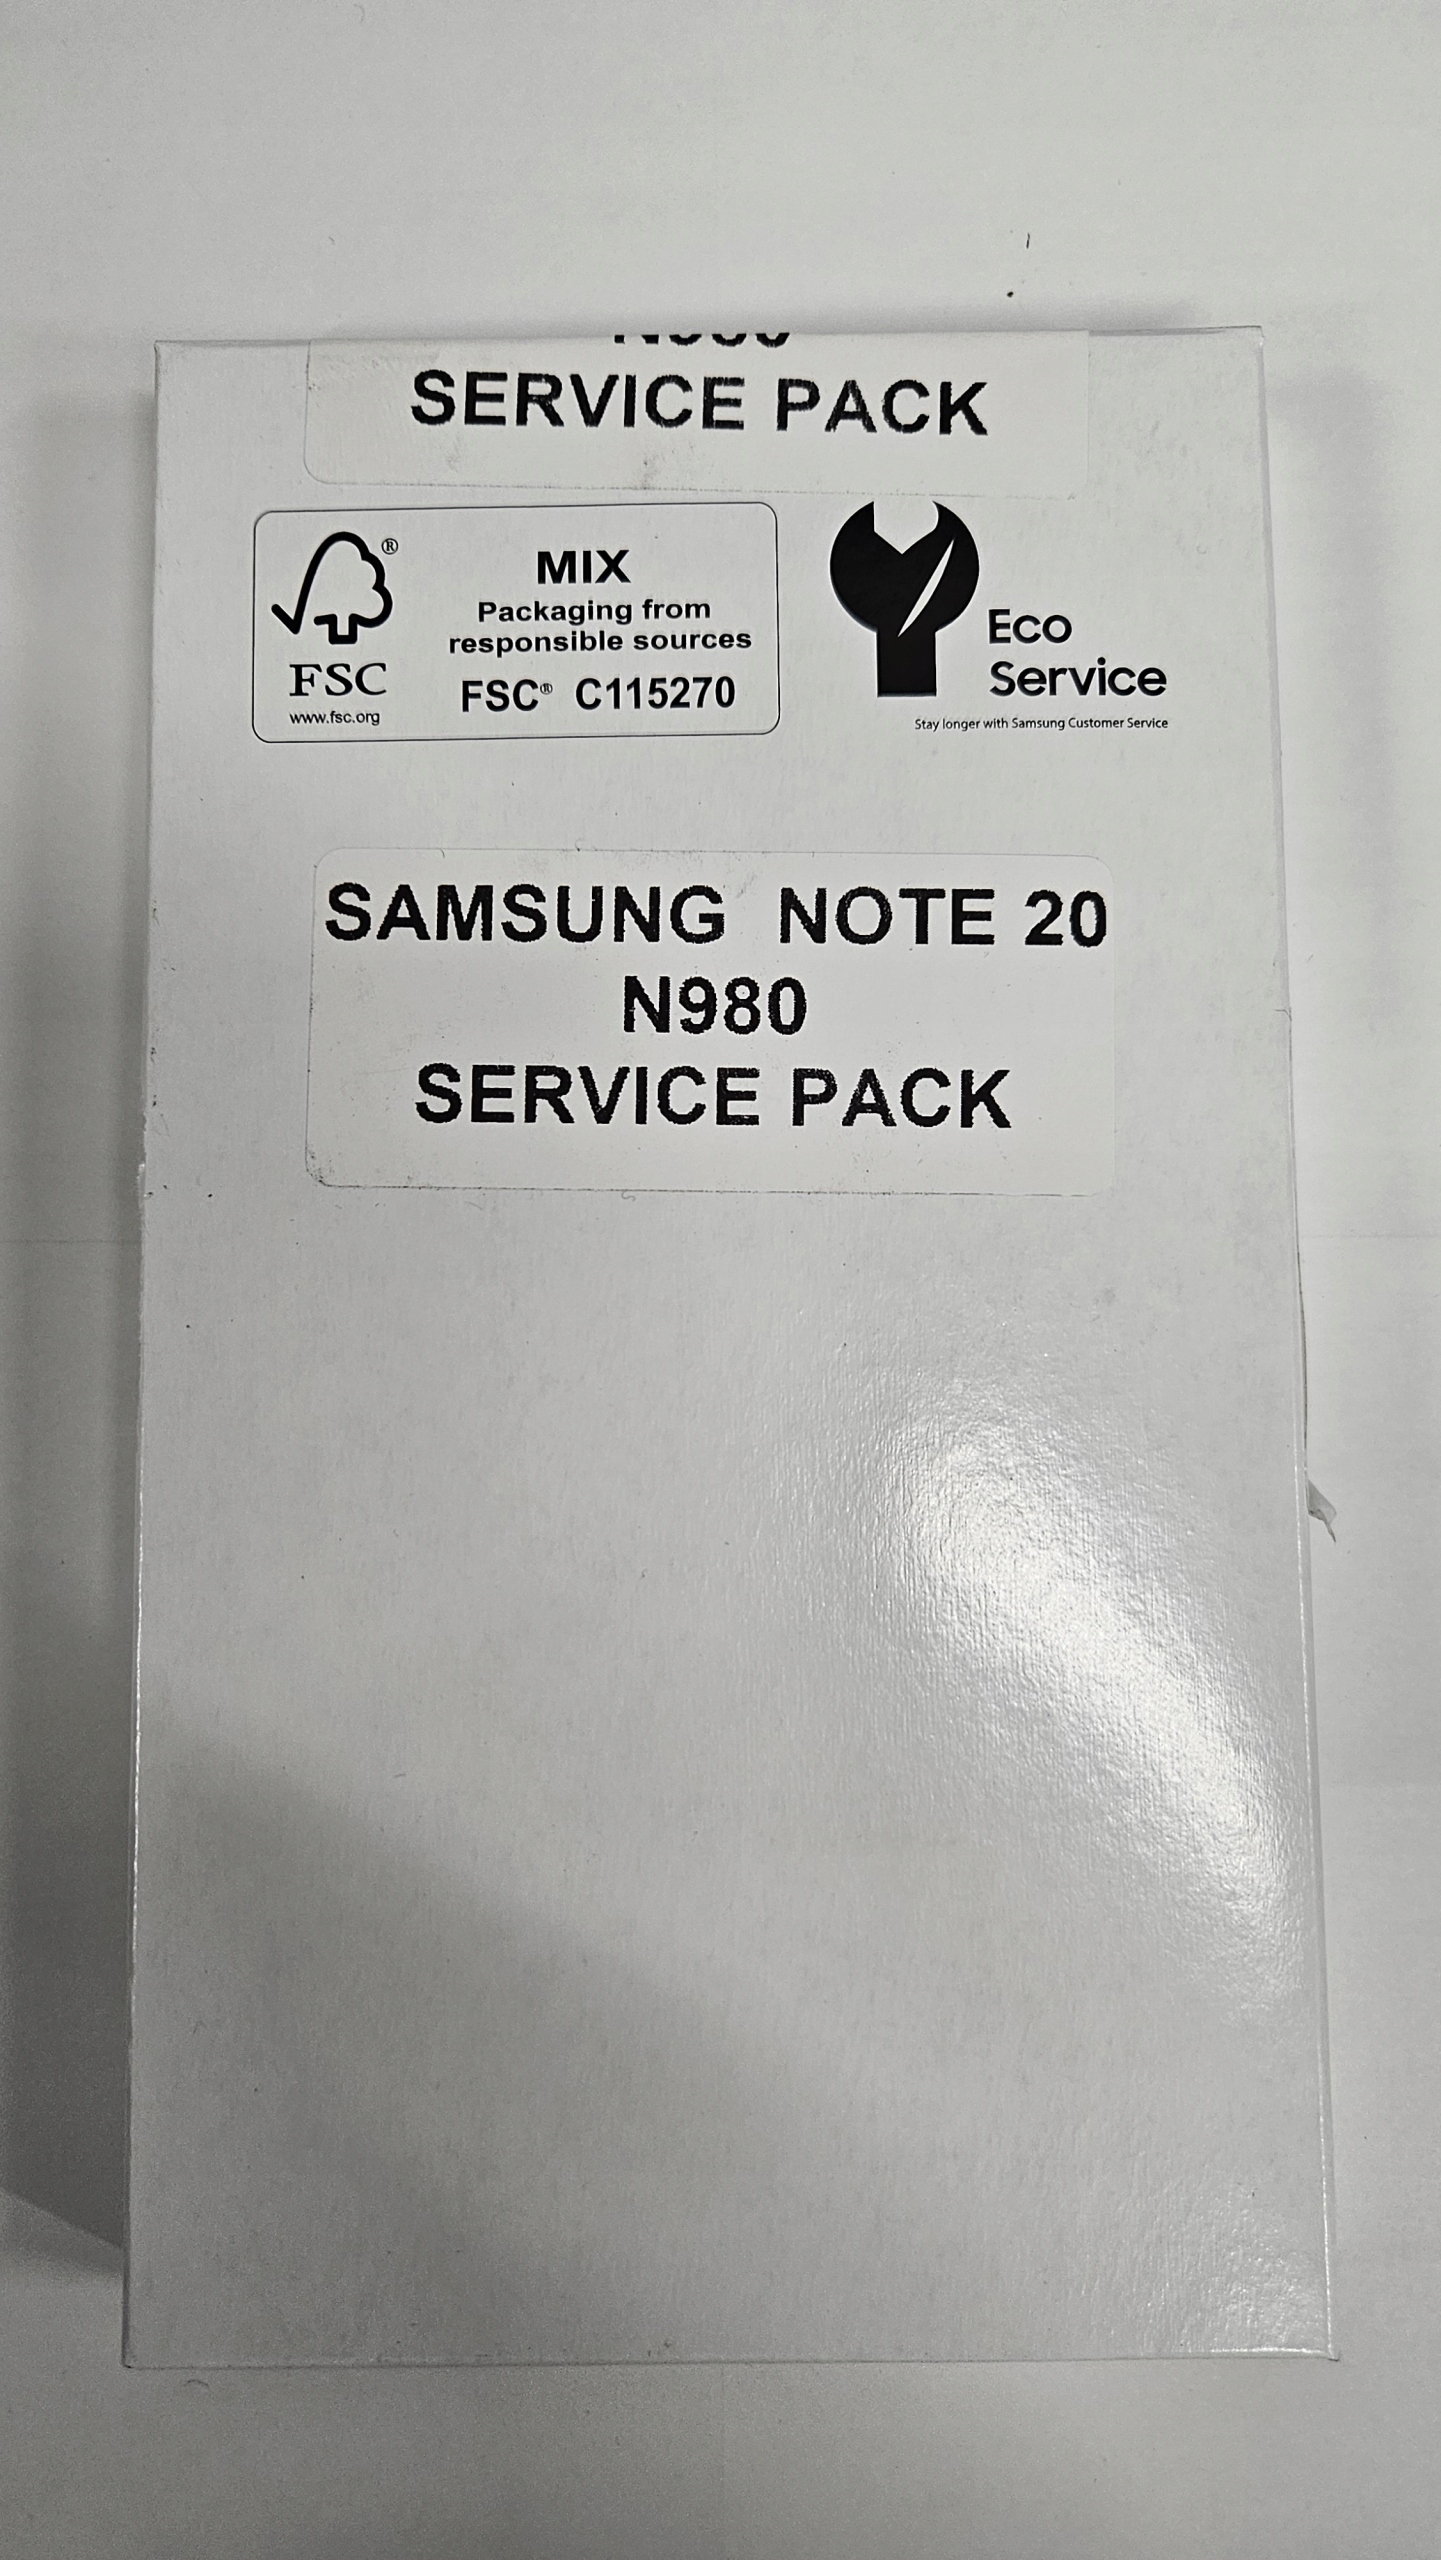 SERVICE PACK
®
FSC
www.fsc.org
MIX
Packaging from
responsible sources
FSC® C115270
Eco
Service
Stay longer with Samsung Customer Service
SAMSUNG NOTE 20
N980
SERVICE PACK